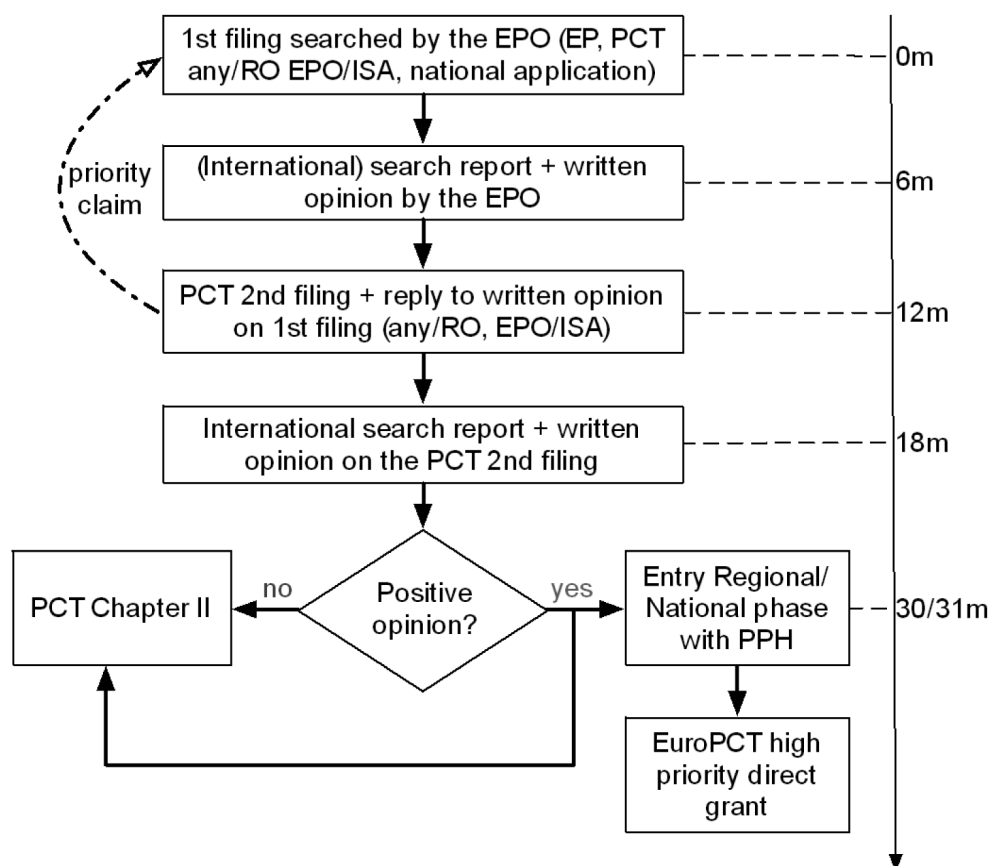 1st filing searched by the EPO (EP, PCT
any/RO EPO/ISA, national application)
0m
priority
claim
(International) search report + written
opinion by the EPO
6m
PCT 2nd filing + reply to written opinion
on 1st filing (any/RO, EPO/ISA)
12m
International search report + written
opinion on the PCT 2nd filing
18m
PCT Chapter II
no
Positive
opinion?
yes
Entry Regional/
National phase
with PPH
30/31m
EuroPCT high
priority direct
grant